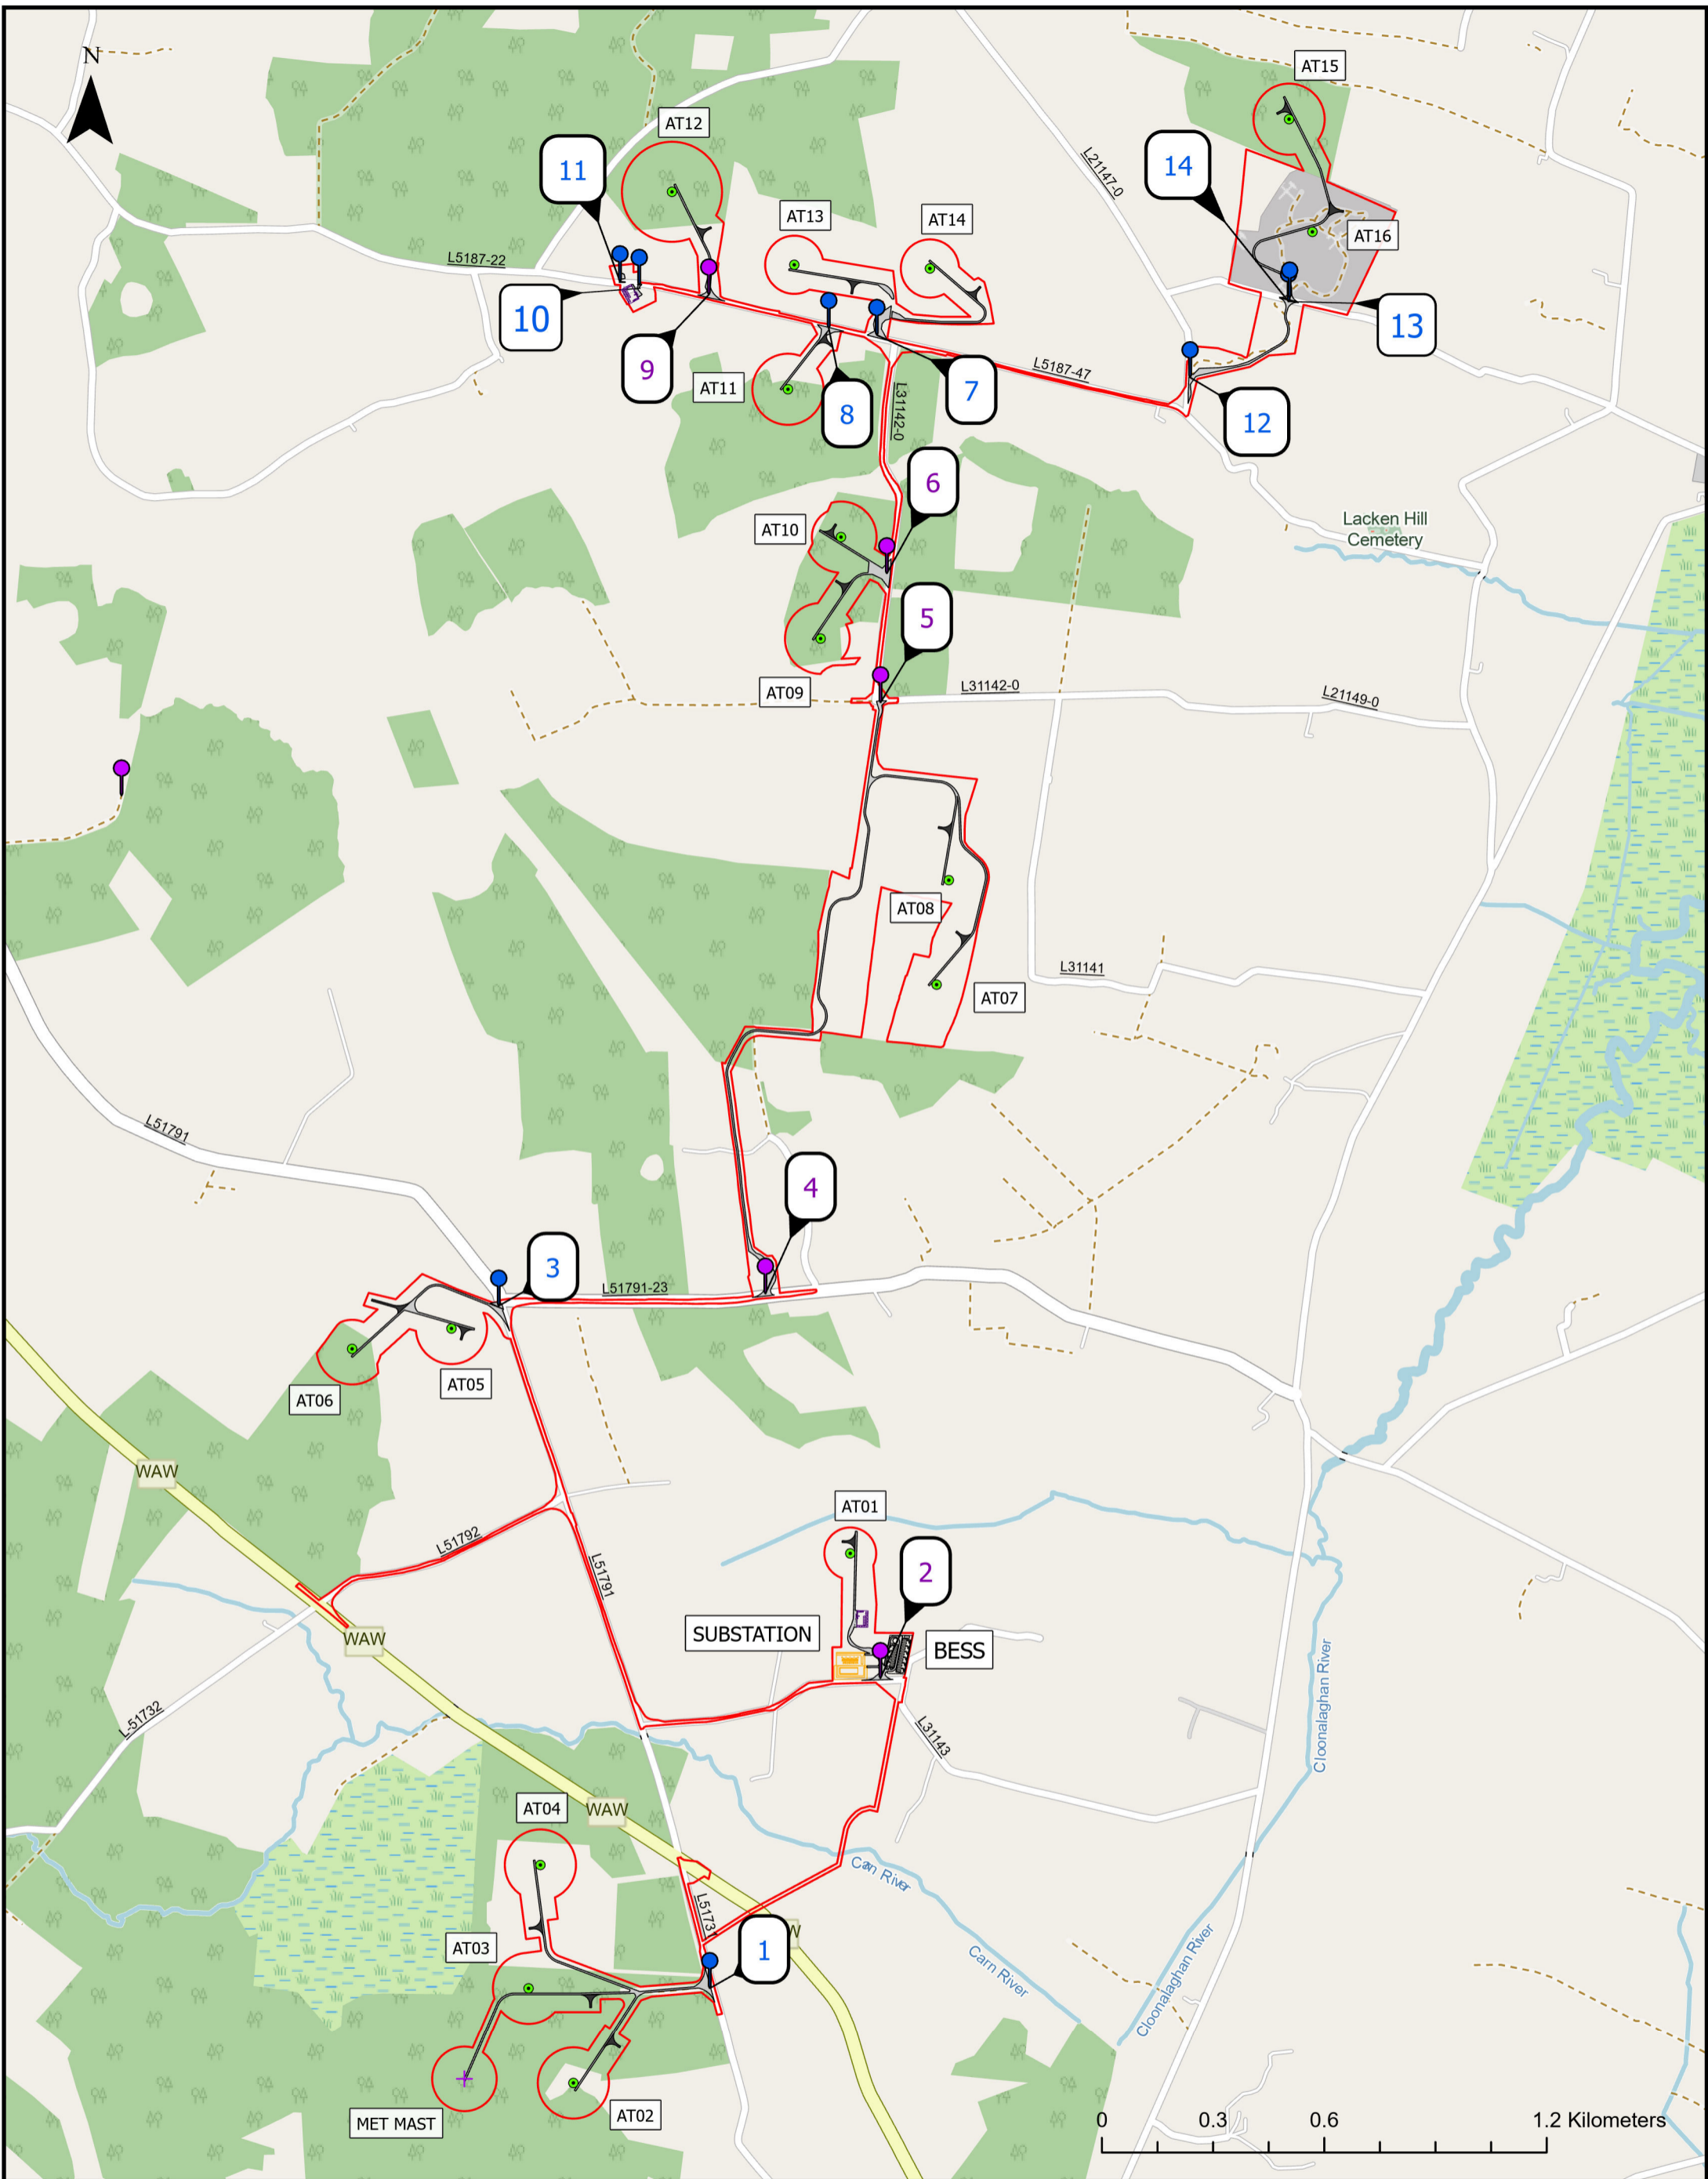 N
AT15
AT12
11
14
L21147-0
AT13
AT14
AT16
L5187-22
10
13
9
L5187-47
AT11
7
8
L31142-0
12
6
AT10
Lacken Hill
Cemetery
5
AT09
L31142-0
L21149-0
AT08
L31141
AT07
L51791
4
3
L51791-23
AT06
AT05
WAW
AT01
L51792
L51791
2
SUBSTATION
BESS
WAW
L-51732
L31143
Cloonalaghan River
AT04
WAW
Carn River
L51731
W
AT03
1
Carn River
Cloonalaghan River
MET MAST
AT02
0
0.3
0.6
1.2 Kilometers